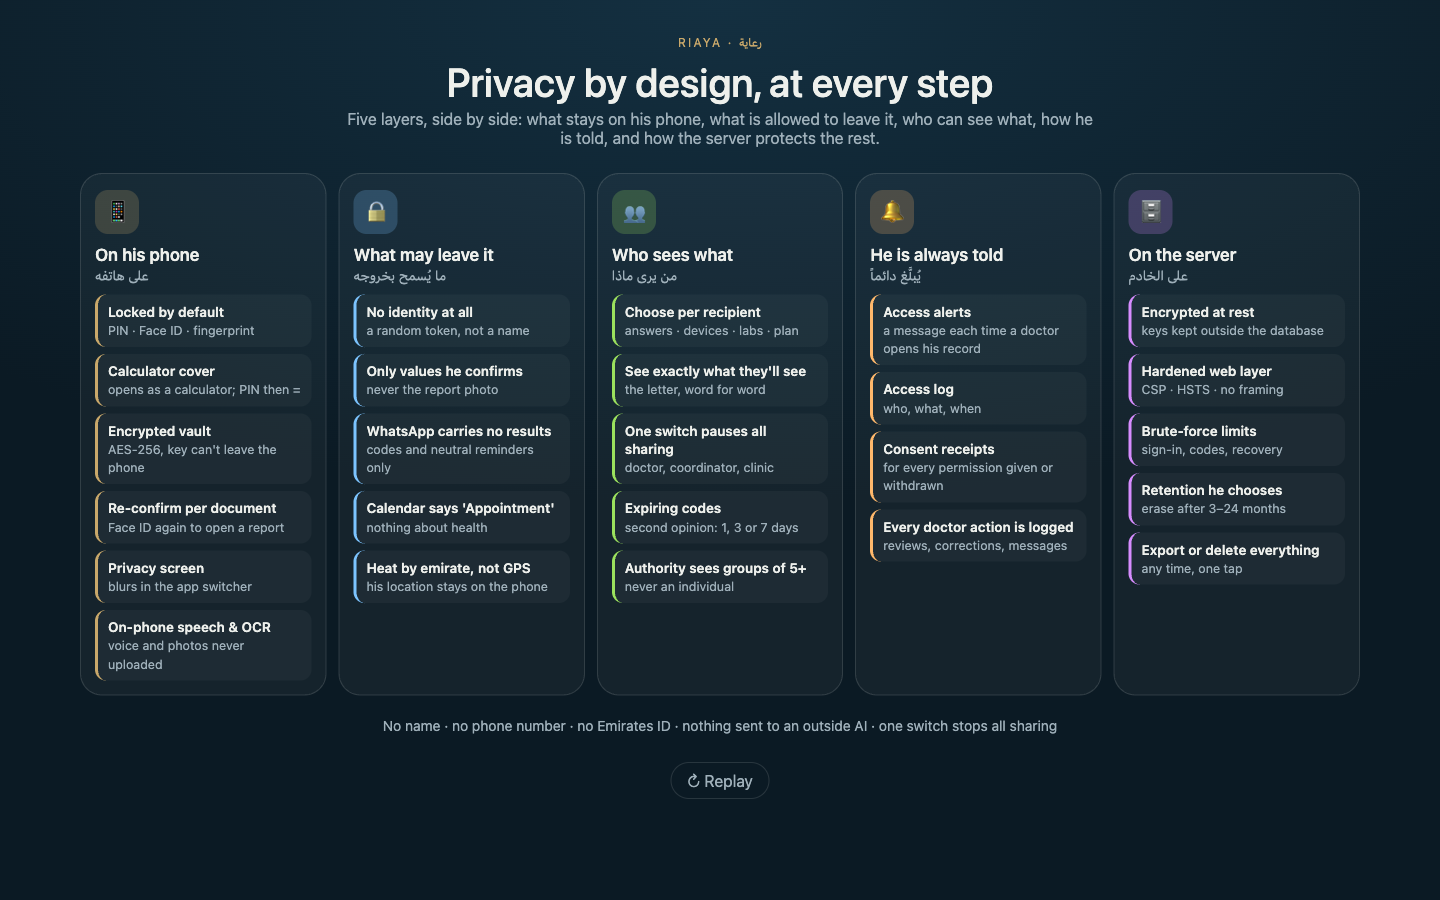 RIAYA · رعاية
Privacy by design, at every step
Five layers, side by side: what stays on his phone, what is allowed to leave it, who can see what, how he
is told, and how the server protects the rest.
On his phone
على هاتفه
Locked by default
PIN · Face ID · fingerprint
Calculator cover
opens as a calculator; PIN then =
Encrypted vault
AES-256, key can't leave the
phone
Re-confirm per document
Face ID again to open a report
Privacy screen
blurs in the app switcher
On-phone speech & OCR
voice and photos never
uploaded
What may leave it
ما يُسمح بخروجه
No identity at all
a random token, not a name
Only values he confirms
never the report photo
WhatsApp carries no results
codes and neutral reminders
only
Calendar says 'Appointment'
nothing about health
Heat by emirate, not GPS
his location stays on the phone
Who sees what
من يرى ماذا
Choose per recipient
answers · devices · labs · plan
See exactly what they'll see
the letter, word for word
One switch pauses all
sharing
doctor, coordinator, clinic
Expiring codes
second opinion: 1, 3 or 7 days
Authority sees groups of 5+
never an individual
He is always told
يُبلَّغ دائماً
Access alerts
a message each time a doctor
opens his record
Access log
who, what, when
Consent receipts
for every permission given or
withdrawn
Every doctor action is logged
reviews, corrections, messages
On the server
على الخادم
Encrypted at rest
keys kept outside the database
Hardened web layer
CSP · HSTS · no framing
Brute-force limits
sign-in, codes, recovery
Retention he chooses
erase after 3–24 months
Export or delete everything
any time, one tap
No name · no phone number · no Emirates ID · nothing sent to an outside AI · one switch stops all sharing
↻ Replay